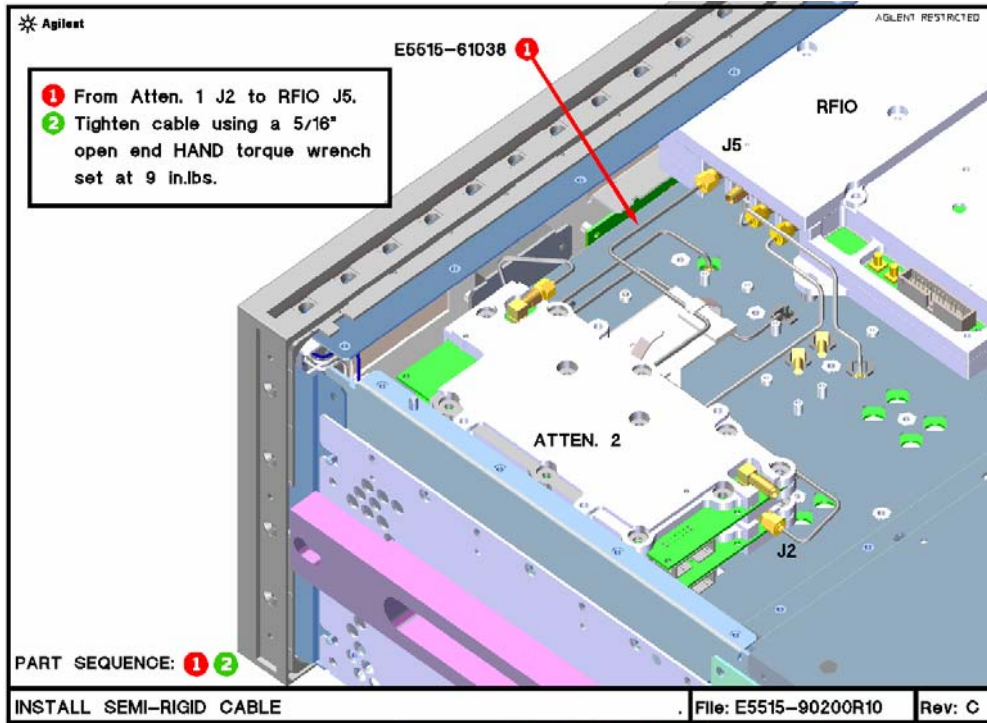 Agilent
AGILENT RESTRICTED
E5515-61038 1
1 From Atten. 1 J2 to RFIO J5.
2 Tighten cable using a 5/16"
open end HAND torque wrench
set at 9 in.lbs.
RFIO
J5
ATTEN. 2
J2
PART SEQUENCE: 1 2
INSTALL SEMI-RIGID CABLE
. File: E5515-90200R10
Rev: C